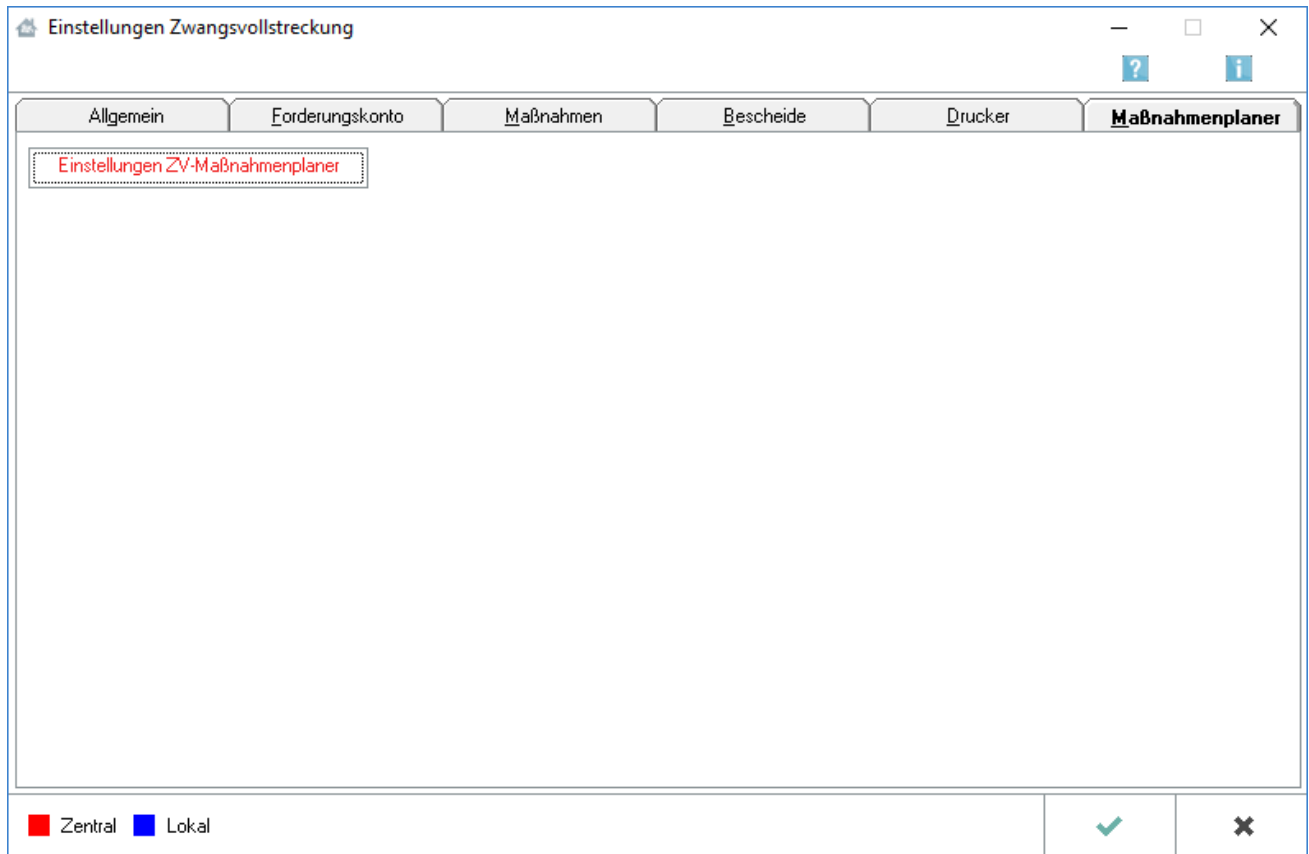 Einstellungen Zwangsvollstreckung
? i
Allgemein Forderungskonto Maßnahmen Bescheide Drucker Maßnahmenplaner
Einstellungen ZV-Maßnahmenplaner
Zentral Lokal